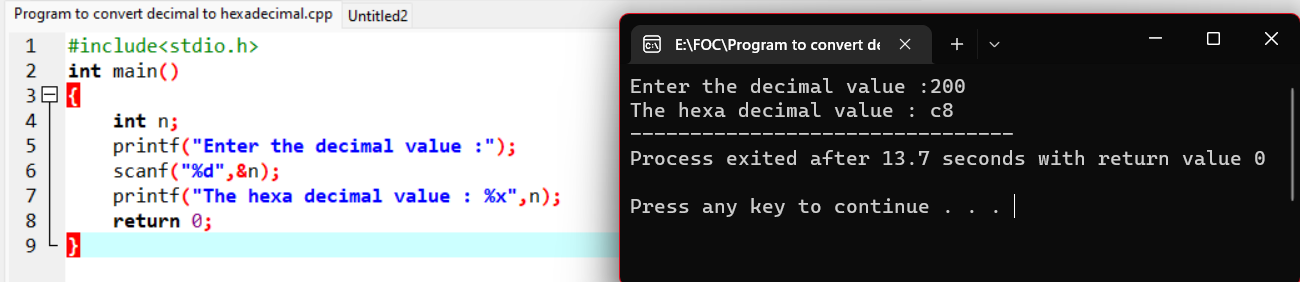 Program to convert decimal to hexadecimal.cpp Untitled2
1 #include<stdio.h>
2 int main()
3 {
4 int n;
5 printf("Enter the decimal value :");
6 scanf("%d",&n);
7 printf("The hexa decimal value : %x",n);
8 return 0;
9 }
E:\FOC\Program to convert de
Enter the decimal value :200
The hexa decimal value : c8
--------------------------------
Process exited after 13.7 seconds with return value 0
Press any key to continue . . .